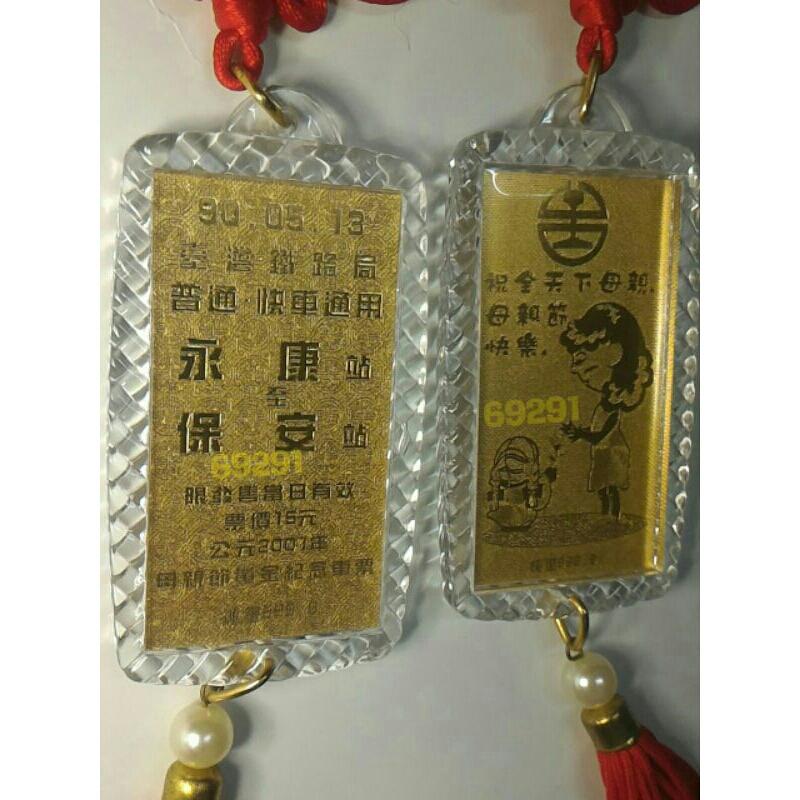 90.05 13
臺灣鐵路局
普通·快車通用
永康站
至
保安站
69291
限發售當日有效
票價15元
公元2001年
母親節黃金紀念車票
祝全天下母親,
母親節
快樂.
69291